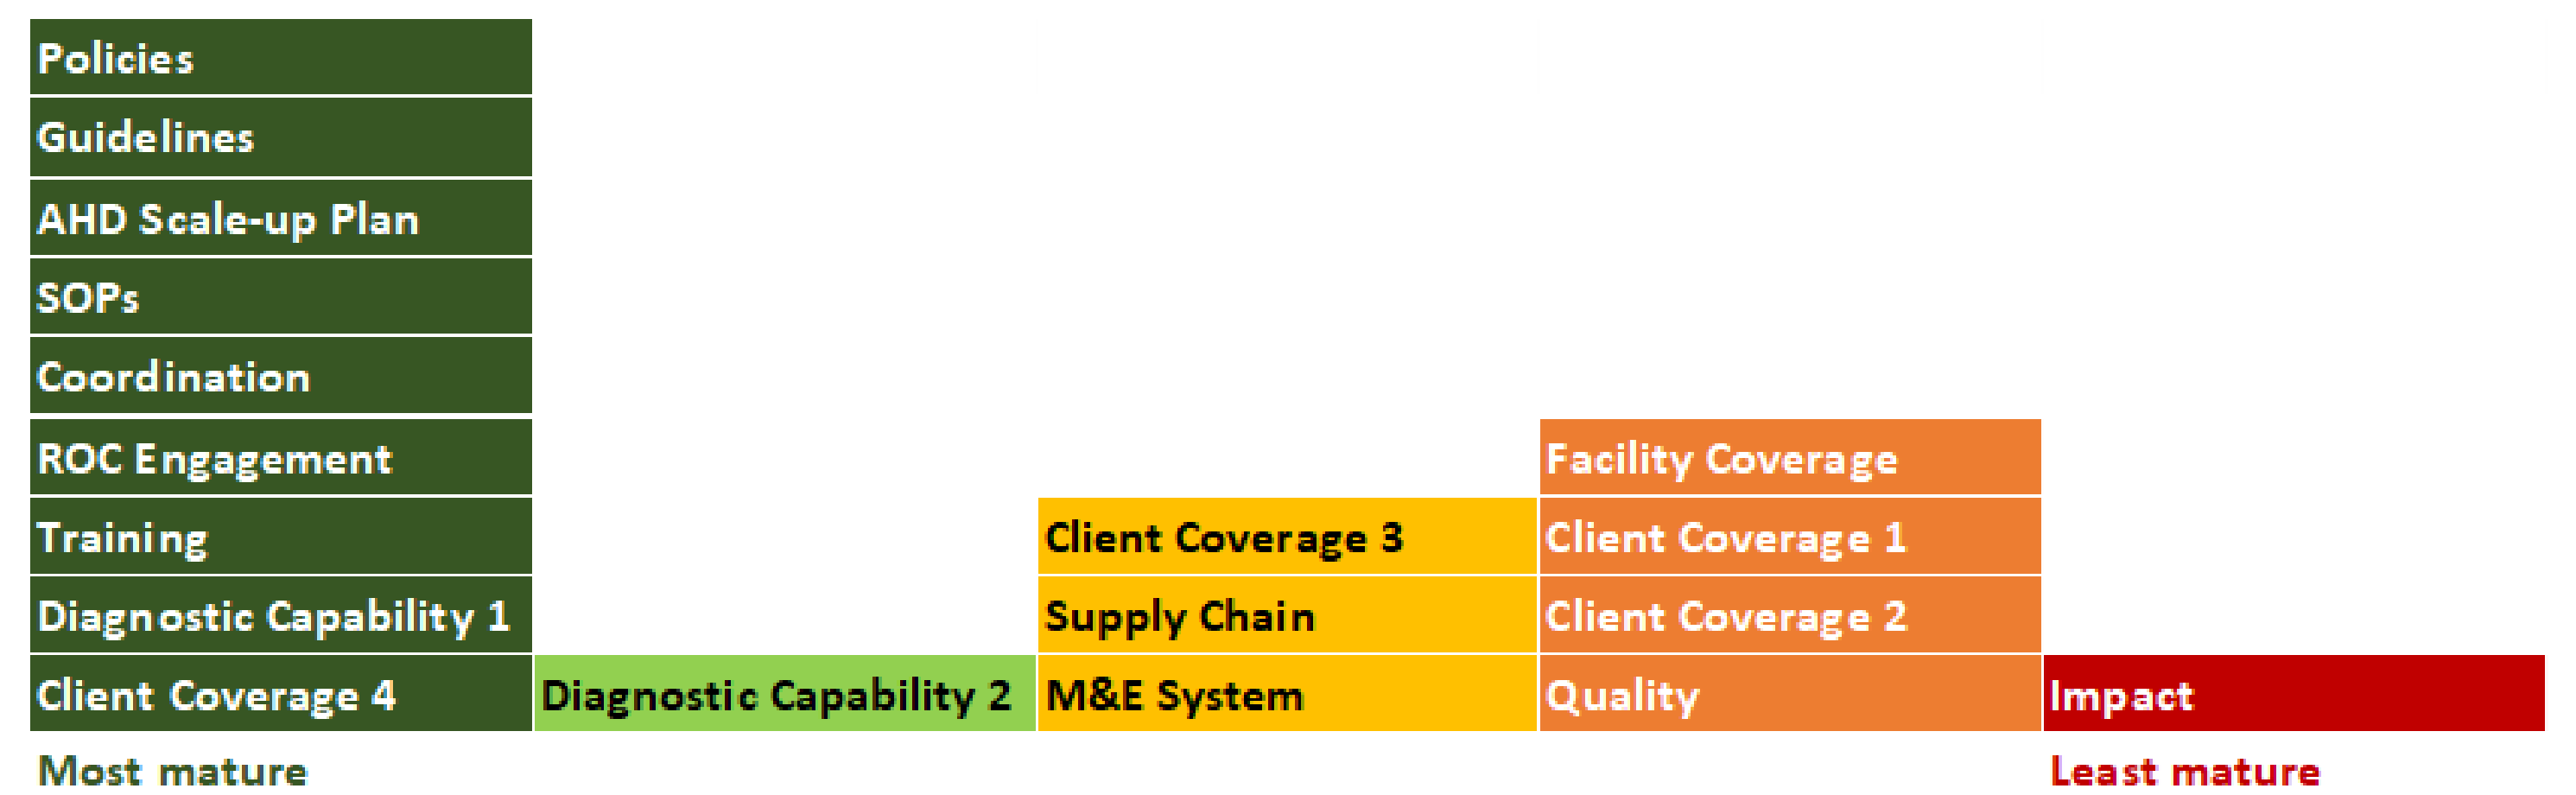 Policies
Guidelines
AHD Scale-up Plan
SOPs
Coordination
ROC Engagement
Facility Coverage
Training
Client Coverage 3
Client Coverage 1
Diagnostic Capability 1
Supply Chain
Client Coverage 2
Client Coverage 4
Diagnostic Capability 2
M&E System
Quality
Impact
Most mature
Least mature